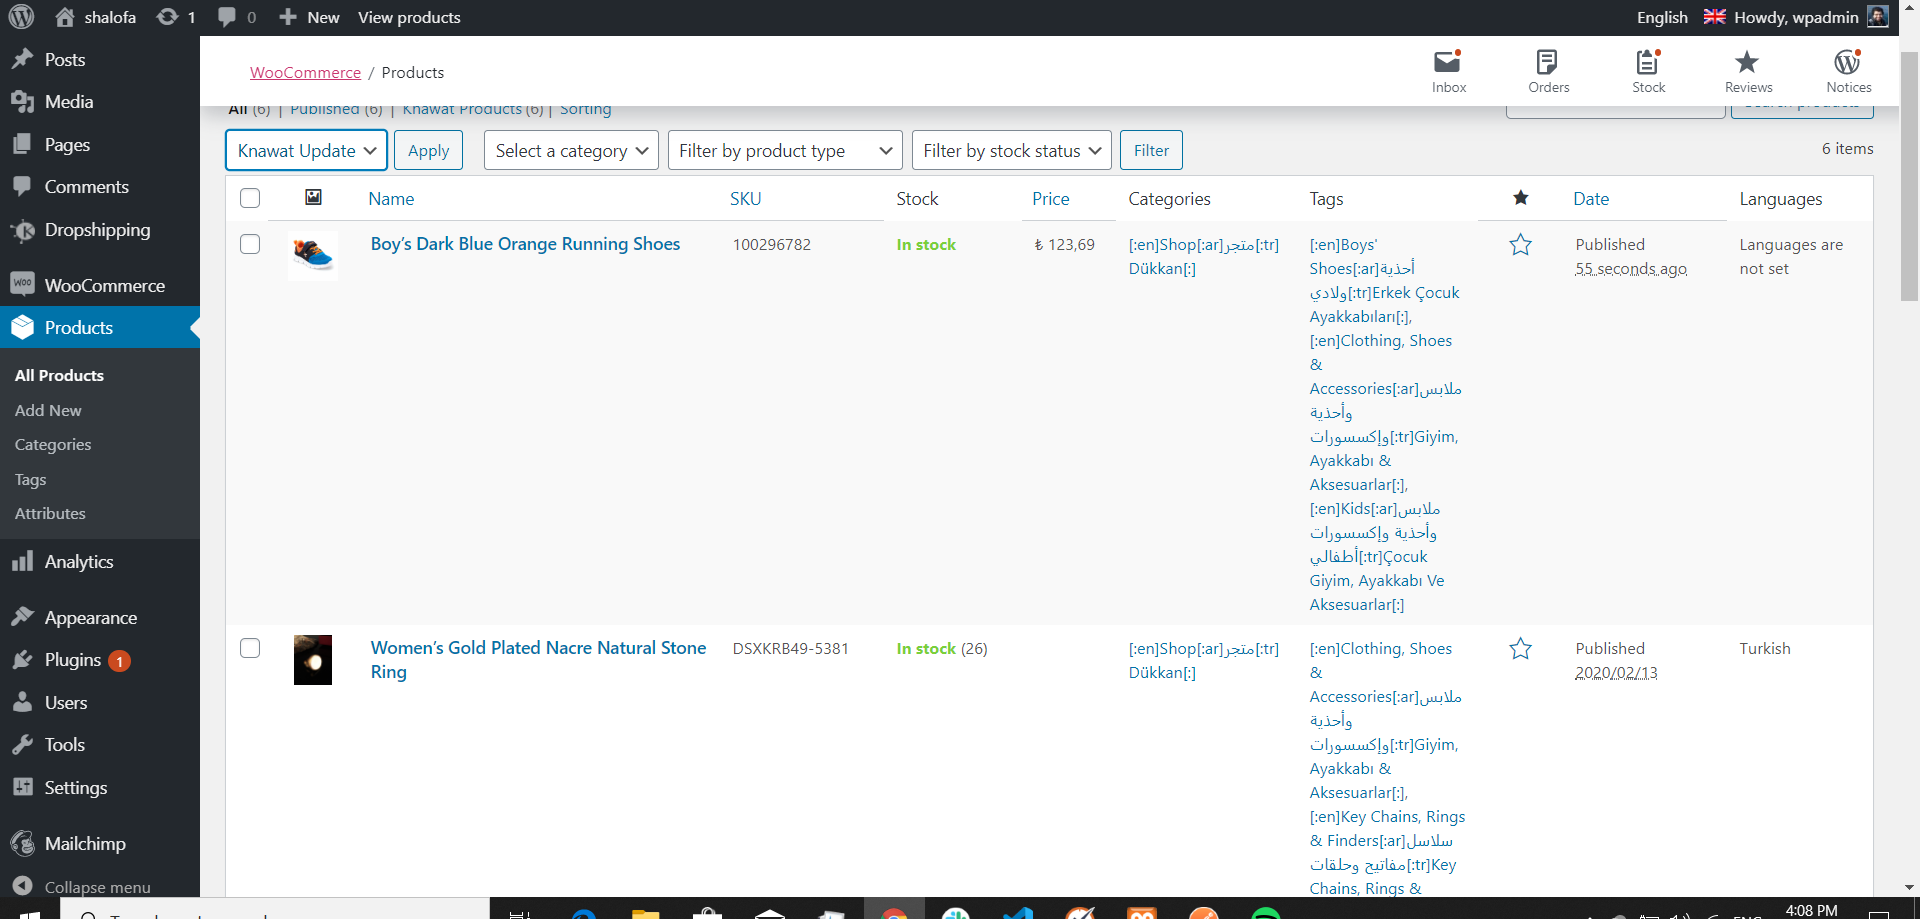 shalofa 1 0 New View products English Howdy, wpadmin
Posts
Media
Pages
Comments
Dropshipping
WooCommerce
Products
All Products
Add New
Categories
Tags
Attributes
Analytics
Appearance
Plugins 1
Users
Tools
Settings
Mailchimp
Collapse menu
WooCommerce / Products
Inbox Orders Stock Reviews Notices
All (6) | Published (6) | Knawat Products (6) | Sorting
Search products
Knawat Update Apply Select a category Filter by product type Filter by stock status Filter 6 items
Name SKU Stock Price Categories Tags Date Languages
Boy’s Dark Blue Orange Running Shoes
100296782
In stock
₺ 123,69
[:en]Shop[:ar]متجر[:tr]
Dükkan[:]
[:en]Boys'
Shoes[:ar]أحذية
ولادي[:tr]Erkek Çocuk
Ayakkabıları[:],
[:en]Clothing, Shoes
&
Accessories[:ar]ملابس
وأحذية
وإكسسورات[:tr]Giyim,
Ayakkabı &
Aksesuarlar[:],
[:en]Kids[:ar]ملابس
وأحذية وإكسسورات
أطفالي[:tr]Çocuk
Giyim, Ayakkabı Ve
Aksesuarlar[:]
Published
55 seconds ago
Languages are
not set
Women’s Gold Plated Nacre Natural Stone
Ring
DSXKRB49-5381
In stock (26)
[:en]Shop[:ar]متجر[:tr]
Dükkan[:]
[:en]Clothing, Shoes
&
Accessories[:ar]ملابس
وأحذية
وإكسسورات[:tr]Giyim,
Ayakkabı &
Aksesuarlar[:],
[:en]Key Chains, Rings
& Finders[:ar]سلاسل
مفاتيح وحلقات[:tr]Key
Chains, Rings &
Published
2020/02/13
Turkish
4:08 PM